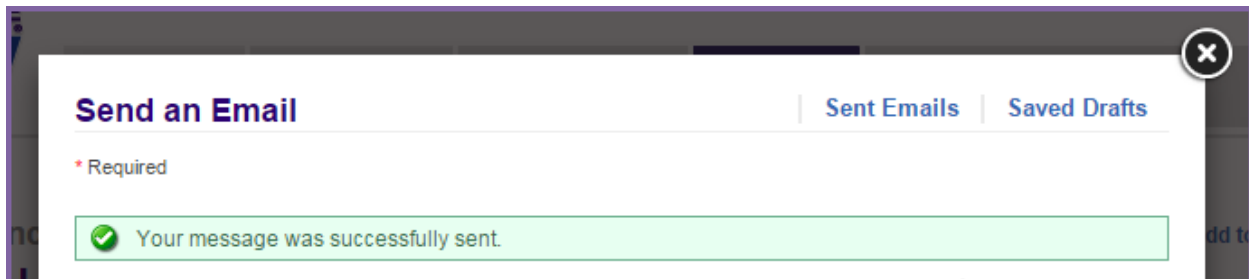 Send an Email
Sent Emails
Saved Drafts
* Required
Your message was successfully sent.